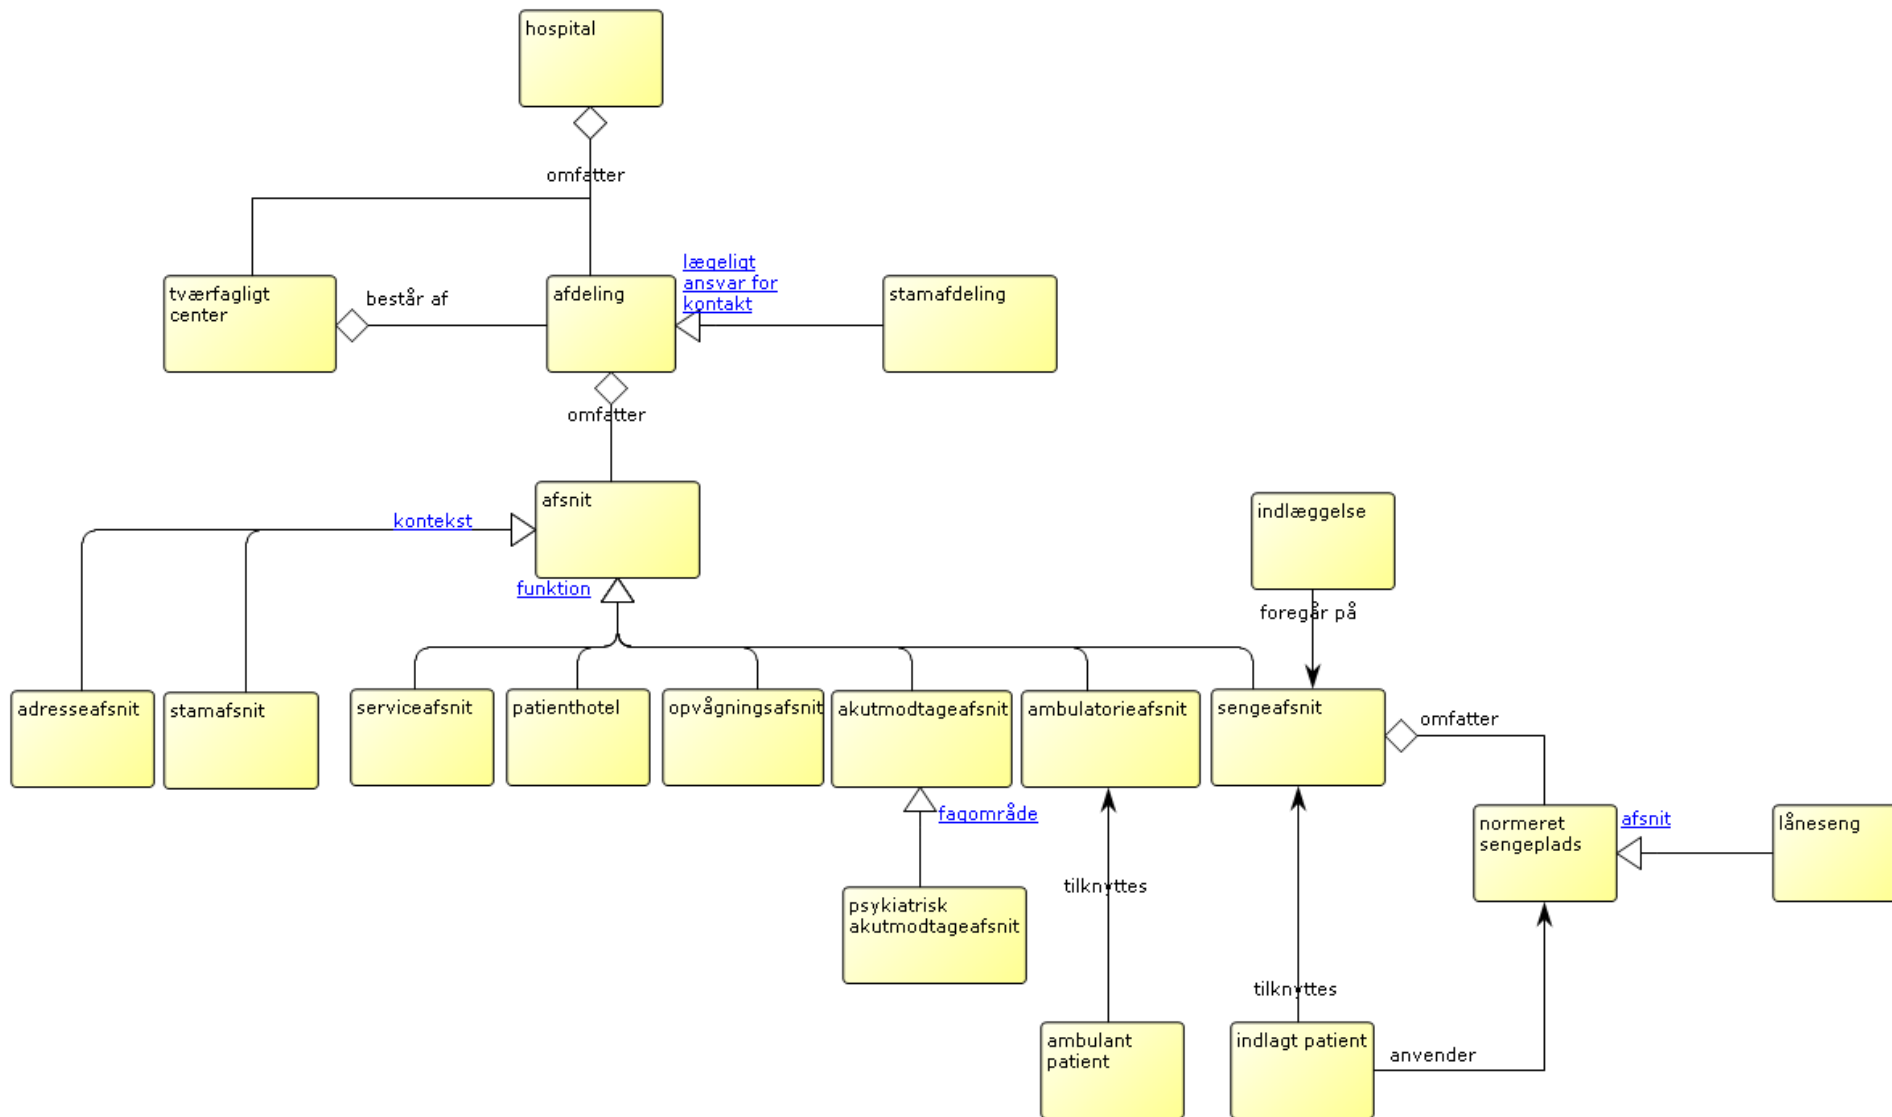 hospital
omfatter
tværfagligt
center
består af
afdeling
lægeligt
ansvar for
kontakt
stamafdeling
omfatter
afsnit
kontekst
funktion
indlæggelse
foregår på
adresseafsnit
stamafsnit
serviceafsnit
patienthotel
opvågningsafsnit
akutmodtageafsnit
ambulatorieafsnit
sengeafsnit
omfatter
fagområde
normeret
sengeplads
afsnit
låneseng
psykiatrisk
akutmodtageafsnit
tilknyttes
tilknyttes
ambulant
patient
indlagt patient
anvender